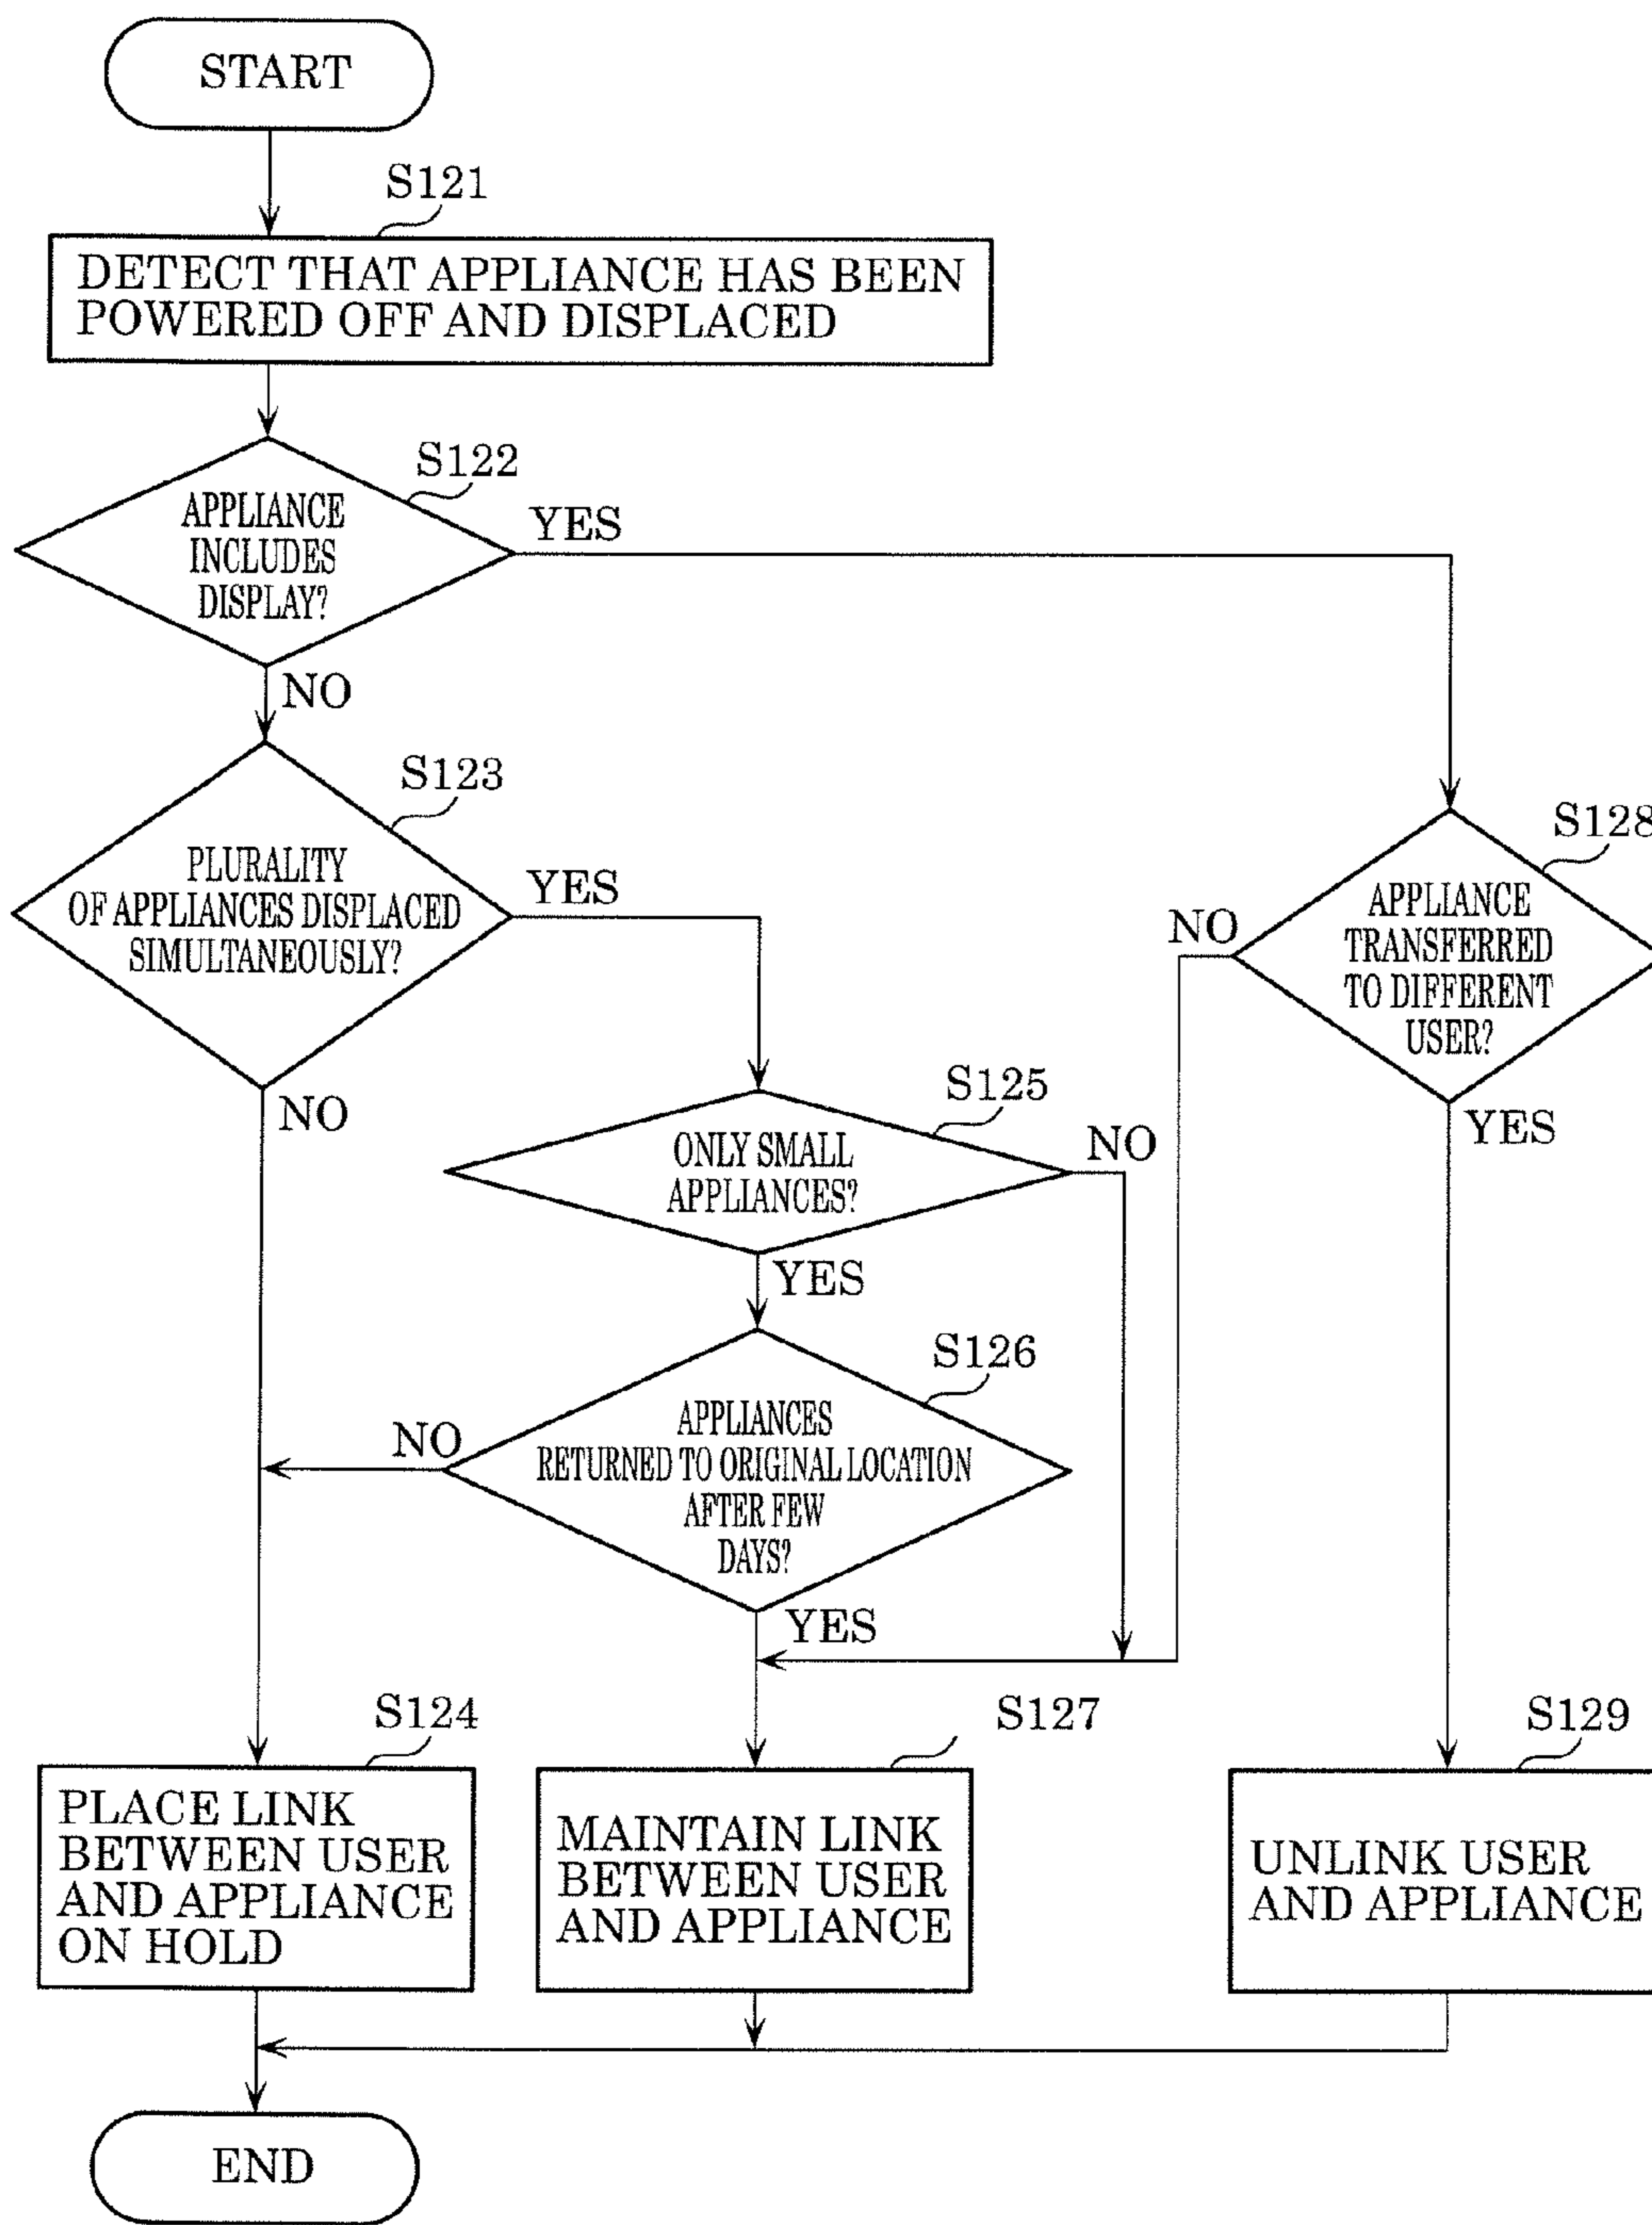 START
S121
DETECT THAT APPLIANCE HAS BEEN
POWERED OFF AND DISPLACED
S122
APPLIANCE
INCLUDES
DISPLAY?
YES
NO
S123
PLURALITY
OF APPLIANCES DISPLACED
SIMULTANEOUSLY?
YES
NO
S128
APPLIANCE
TRANSFERRED
TO DIFFERENT
USER?
NO
YES
S125
ONLY SMALL
APPLIANCES?
NO
YES
S126
APPLIANCES
RETURNED TO ORIGINAL LOCATION
AFTER FEW
DAYS?
NO
YES
S124
PLACE LINK
BETWEEN USER
AND APPLIANCE
ON HOLD
S127
MAINTAIN LINK
BETWEEN USER
AND APPLIANCE
S129
UNLINK USER
AND APPLIANCE
END